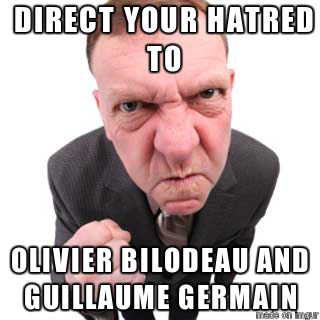 DIRECT YOUR HATRED
TO
OLIVIER BILODEAU AND
GUILLAUME GERMAIN
made on imgur